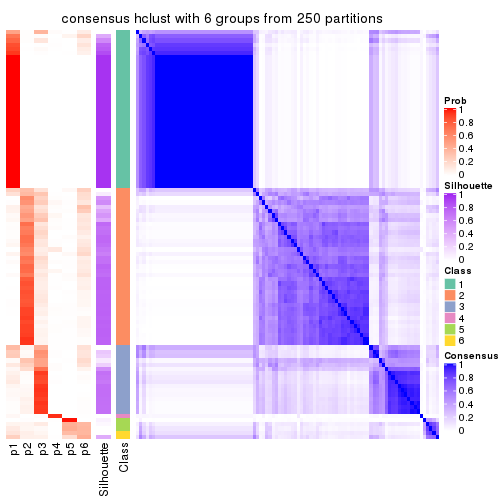 consensus hclust with 6 groups from 250 partitions
Prob
1
0.8
0.6
0.4
0.2
0
Silhouette
1
0.8
0.6
0.4
0.2
0
Class
1
2
3
4
5
6
Consensus
1
0.8
0.6
0.4
0.2
0
p1
p2
p3
p4
p5
p6
Silhouette
Class